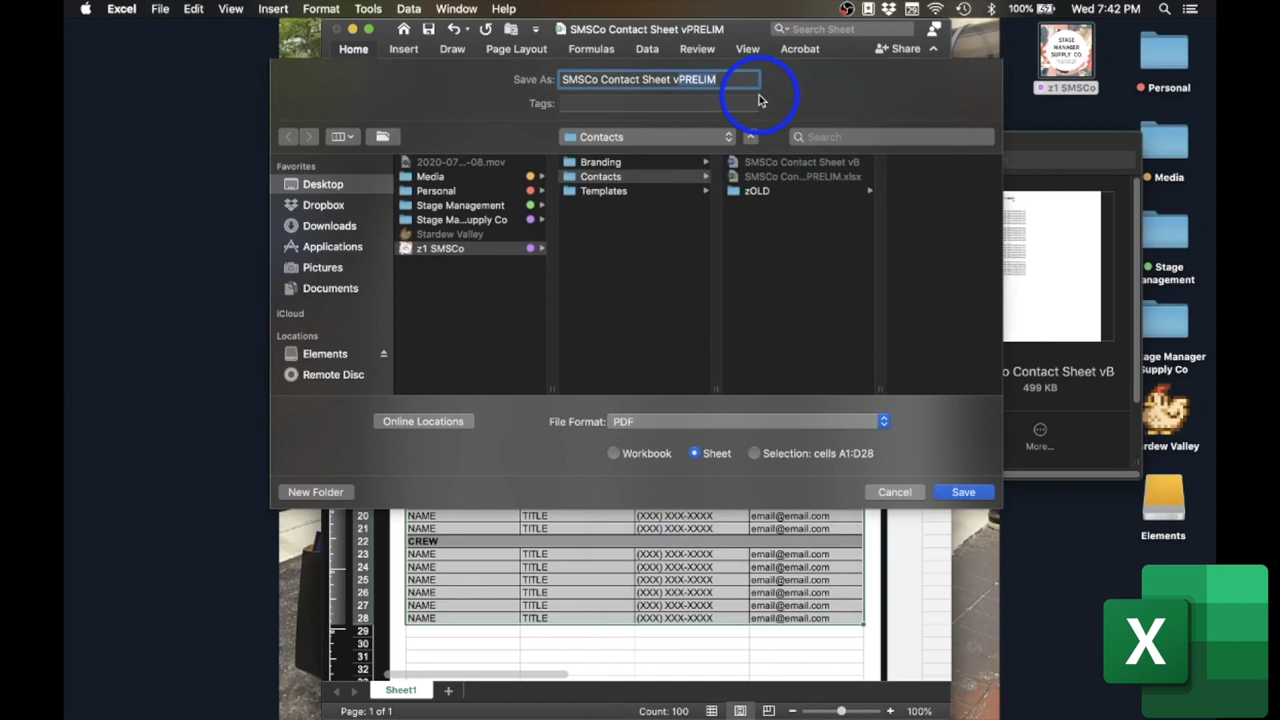 Excel File Edit View Insert Format Tools Data Window Help 100% Wed 7:42 PM
SMSCo Contact Sheet vPRELIM Search Sheet
Home Insert Draw Page Layout Formulas Data Review View Acrobat Share
STAGE
MANAGER
SUPPLY
CO.
z1 SMSCo
Personal
Save As: SMSCo Contact Sheet vPRELIM
Tags:
Contacts Search
Favorites
Desktop
Dropbox
Documents
iCloud
Locations
Elements
Remote Disc
2020-07...-08.mov
Media
Personal
Stage Management
Stage Ma...upply Co
Stardew Valley
z1 SMSCo
Branding
Contacts
Templates
SMSCo Contact Sheet vB
SMSCo Con...PRELIM.xlsx
zOLD
Online Locations File Format: PDF
Workbook Sheet Selection: cells A1:D28
New Folder Cancel Save
Media
Stage
nagement
tage Manager
Supply Co
rdew Valley
Elements
o Contact Sheet vB
499 KB
More...
20 NAME TITLE (XXX) XXX-XXXX email@email.com
21 NAME TITLE (XXX) XXX-XXXX email@email.com
22 CREW
23 NAME TITLE (XXX) XXX-XXXX email@email.com
24 NAME TITLE (XXX) XXX-XXXX email@email.com
25 NAME TITLE (XXX) XXX-XXXX email@email.com
26 NAME TITLE (XXX) XXX-XXXX email@email.com
27 NAME TITLE (XXX) XXX-XXXX email@email.com
28 NAME TITLE (XXX) XXX-XXXX email@email.com
29
30
31
Sheet1
Page: 1 of 1 Count: 100 100%
X